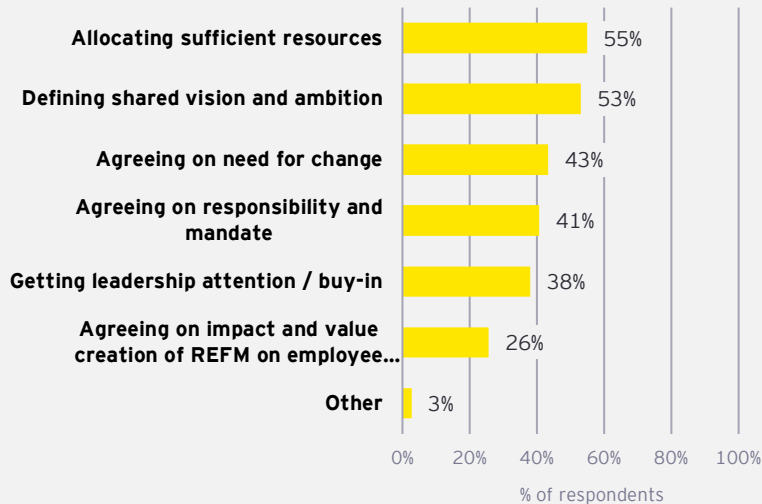 Allocating sufficient resources 55%
Defining shared vision and ambition 53%
Agreeing on need for change 43%
Agreeing on responsibility and
mandate 41%
Getting leadership attention / buy-in 38%
Agreeing on impact and value
creation of REFM on employee... 26%
Other 3%
0% 20% 40% 60% 80% 100%
% of respondents